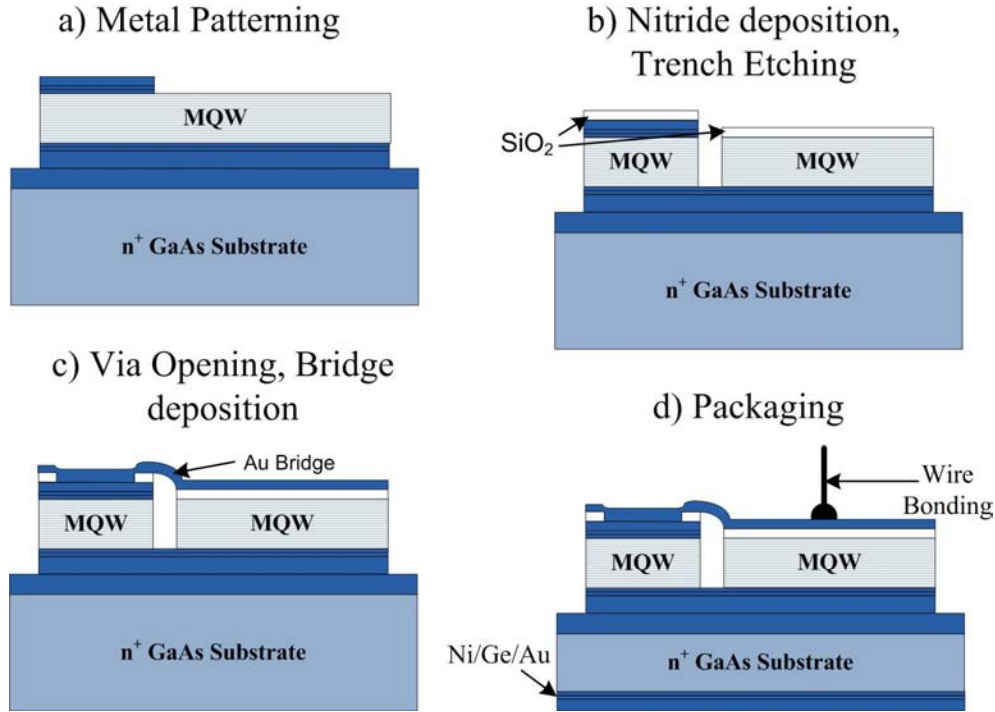 a) Metal Patterning
MQW
n+ GaAs Substrate
b) Nitride deposition,
Trench Etching
SiO2
MQW
MQW
n+ GaAs Substrate
c) Via Opening, Bridge
deposition
Au Bridge
MQW
MQW
n+ GaAs Substrate
d) Packaging
Wire
Bonding
MQW
MQW
Ni/Ge/Au
n+ GaAs Substrate